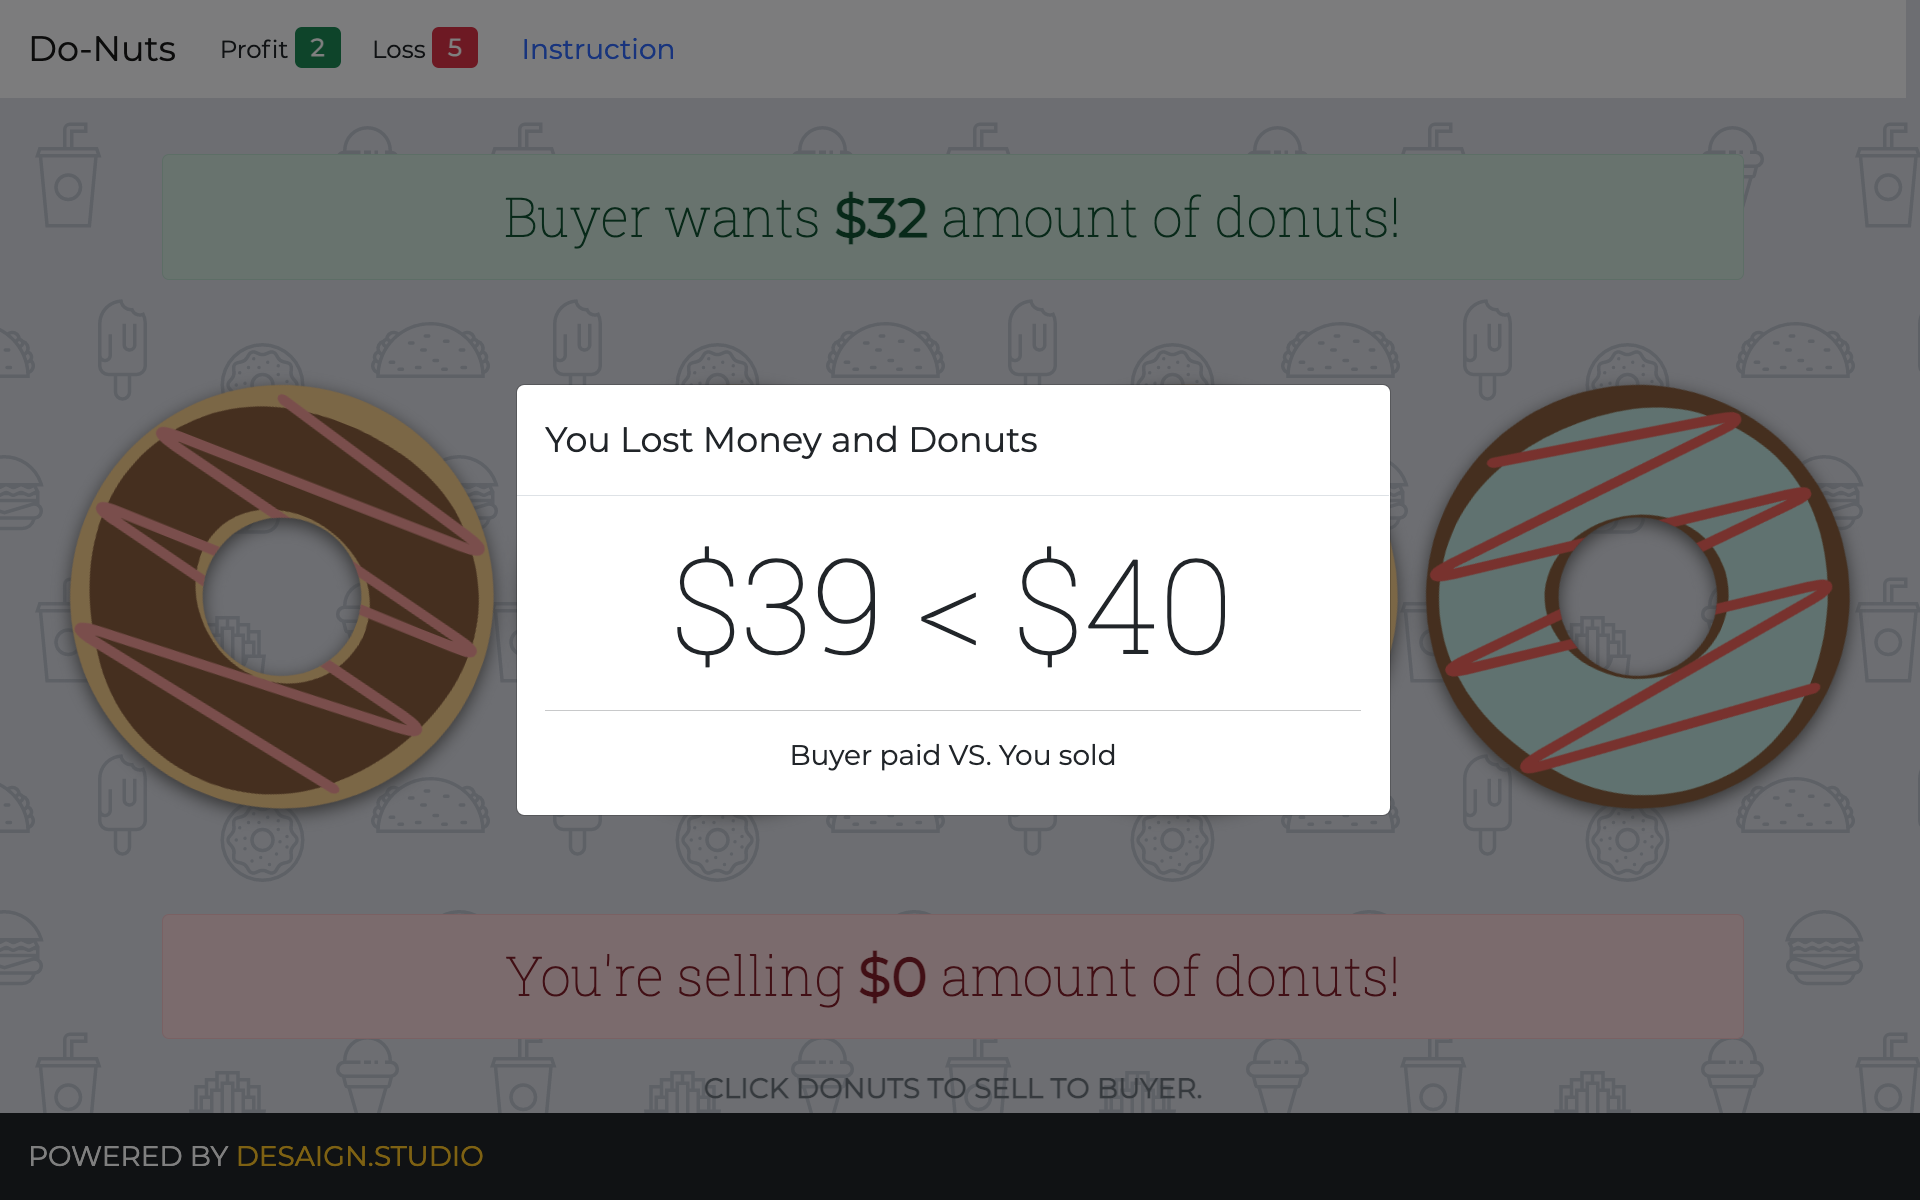 Do-Nuts Profit 2 Loss 5 Instruction
Buyer wants $32 amount of donuts!
You Lost Money and Donuts
$39 < $40
Buyer paid VS. You sold
You're selling $0 amount of donuts!
CLICK DONUTS TO SELL TO BUYER.
POWERED BY DESAIGN.STUDIO